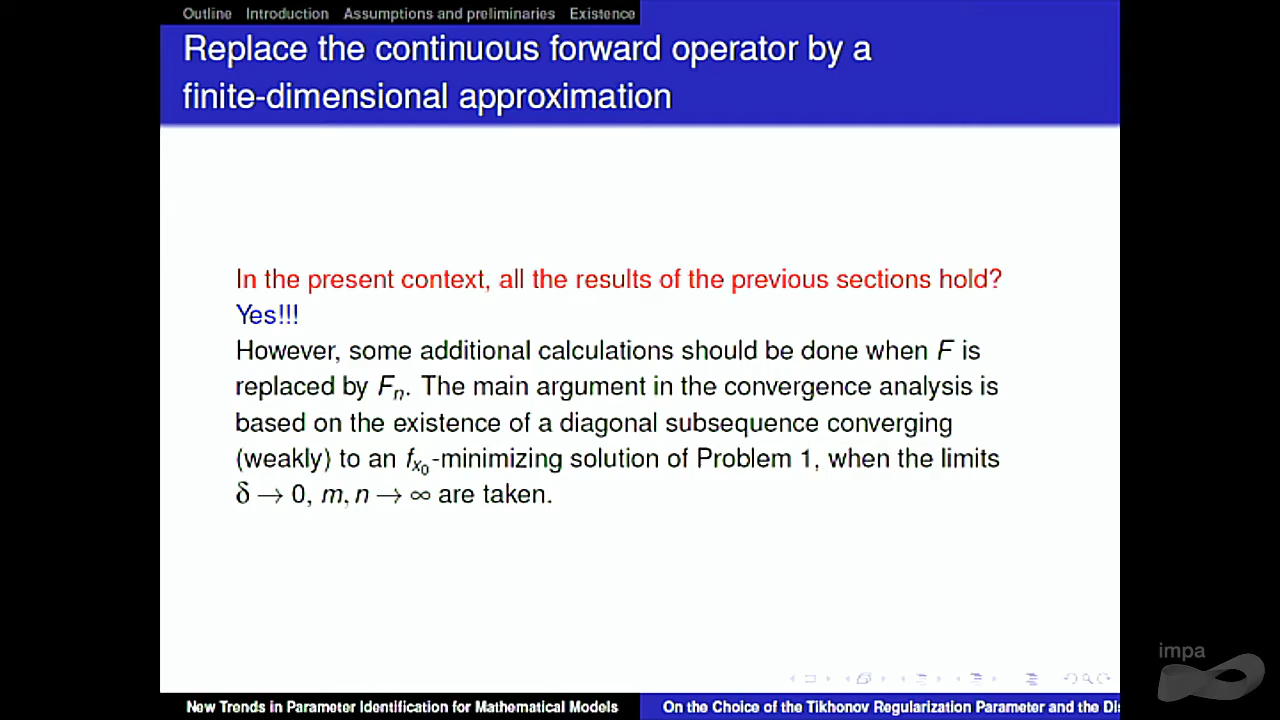 Outline Introduction Assumptions and preliminaries Existence
Replace the continuous forward operator by a
finite-dimensional approximation
In the present context, all the results of the previous sections hold?
Yes!!!
However, some additional calculations should be done when F is
replaced by Fn. The main argument in the convergence analysis is
based on the existence of a diagonal subsequence converging
(weakly) to an fx0-minimizing solution of Problem 1, when the limits
δ → 0, m, n → ∞ are taken.
impa
New Trends in Parameter Identification for Mathematical Models On the Choice of the Tikhonov Regularization Parameter and the Dis